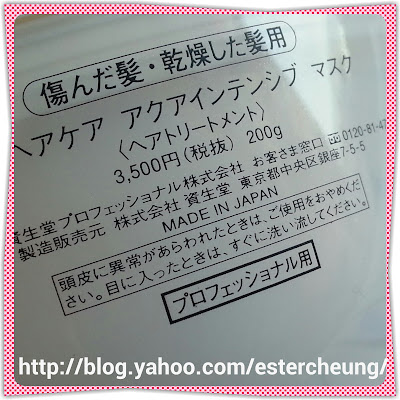 傷んだ髪・乾燥した髪用
ヘアケア アクアインテンシブ マスク
〈ヘアトリートメント〉
3,500円(税抜) 200g
資生堂プロフェッショナル株式会社 お客さま窓口 0120-81-47
製造販売元 株式会社 資生堂 東京都中央区銀座7-5-5
MADE IN JAPAN
頭皮に異常があらわれたときは、ご使用をおやめくだ
さい。目に入ったときは、すぐに洗い流してください。
プロフェッショナル用
http://blog.yahoo.com/estercheung/